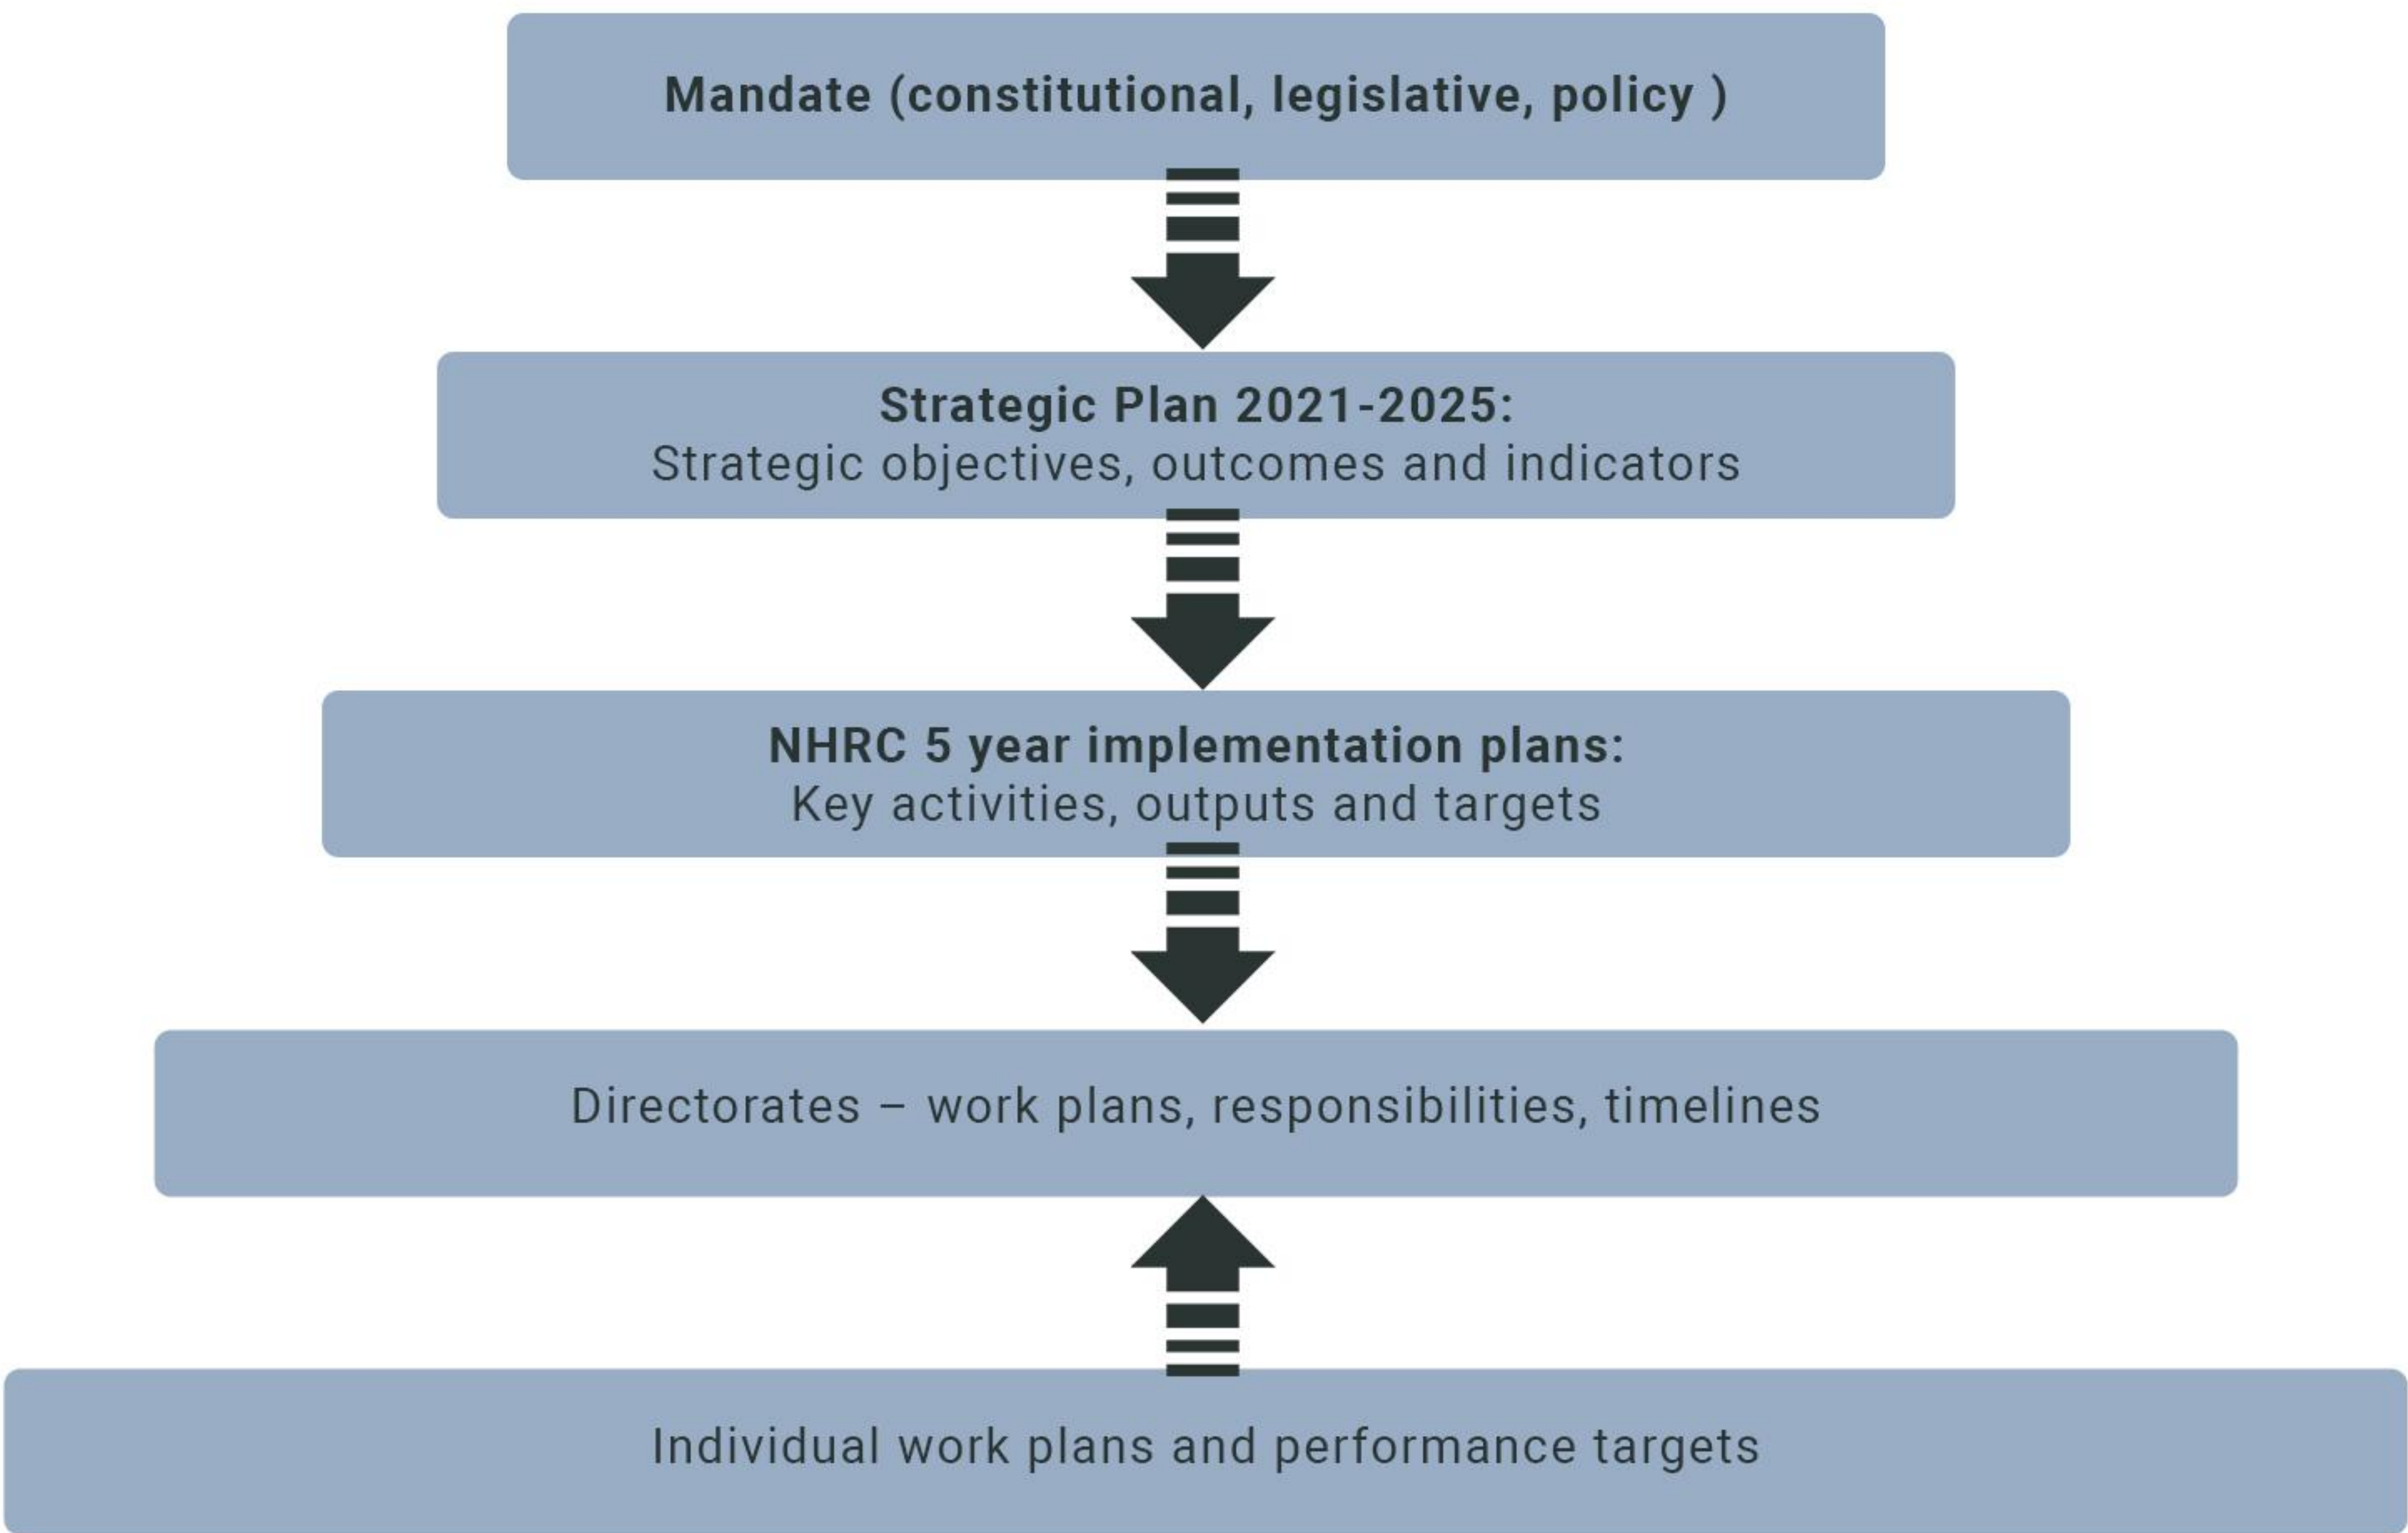 Mandate (constitutional, legislative, policy )
Strategic Plan 2021-2025:
Strategic objectives, outcomes and indicators
NHRC 5 year implementation plans:
Key activities, outputs and targets
Directorates – work plans, responsibilities, timelines
Individual work plans and performance targets